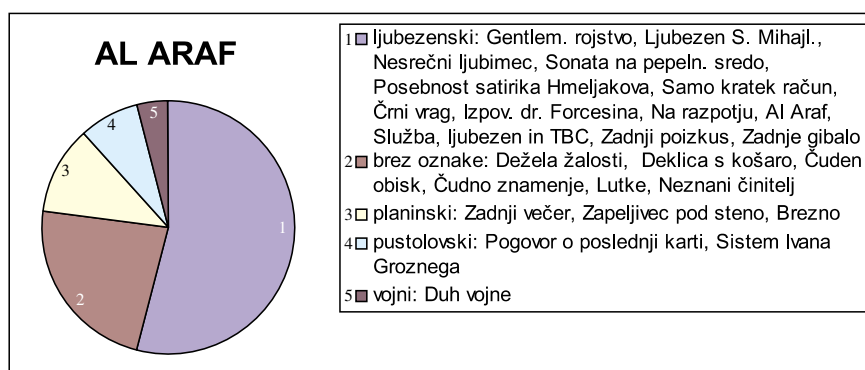 AL ARAF
1 ljubezenski: Gentlem. rojstvo, Ljubezen S. Mihajl.,
Nesrečni ljubimec, Sonata na pepeln. sredo,
Posebnost satirika Hmeljakova, Samo kratek račun,
Črni vrag, Izpov. dr. Forcesina, Na razpotju, Al Araf,
Služba, ljubezen in TBC, Zadnji poizkus, Zadnje gibalo
2 brez oznake: Dežela žalosti, Deklica s košaro, Čuden
obisk, Čudno znamenje, Lutke, Neznani činitelj
3 planinski: Zadnji večer, Zapeljivec pod steno, Brezno
4 pustolovski: Pogovor o poslednji karti, Sistem Ivana
Groznega
5 vojni: Duh vojne
5
4
3
1
2